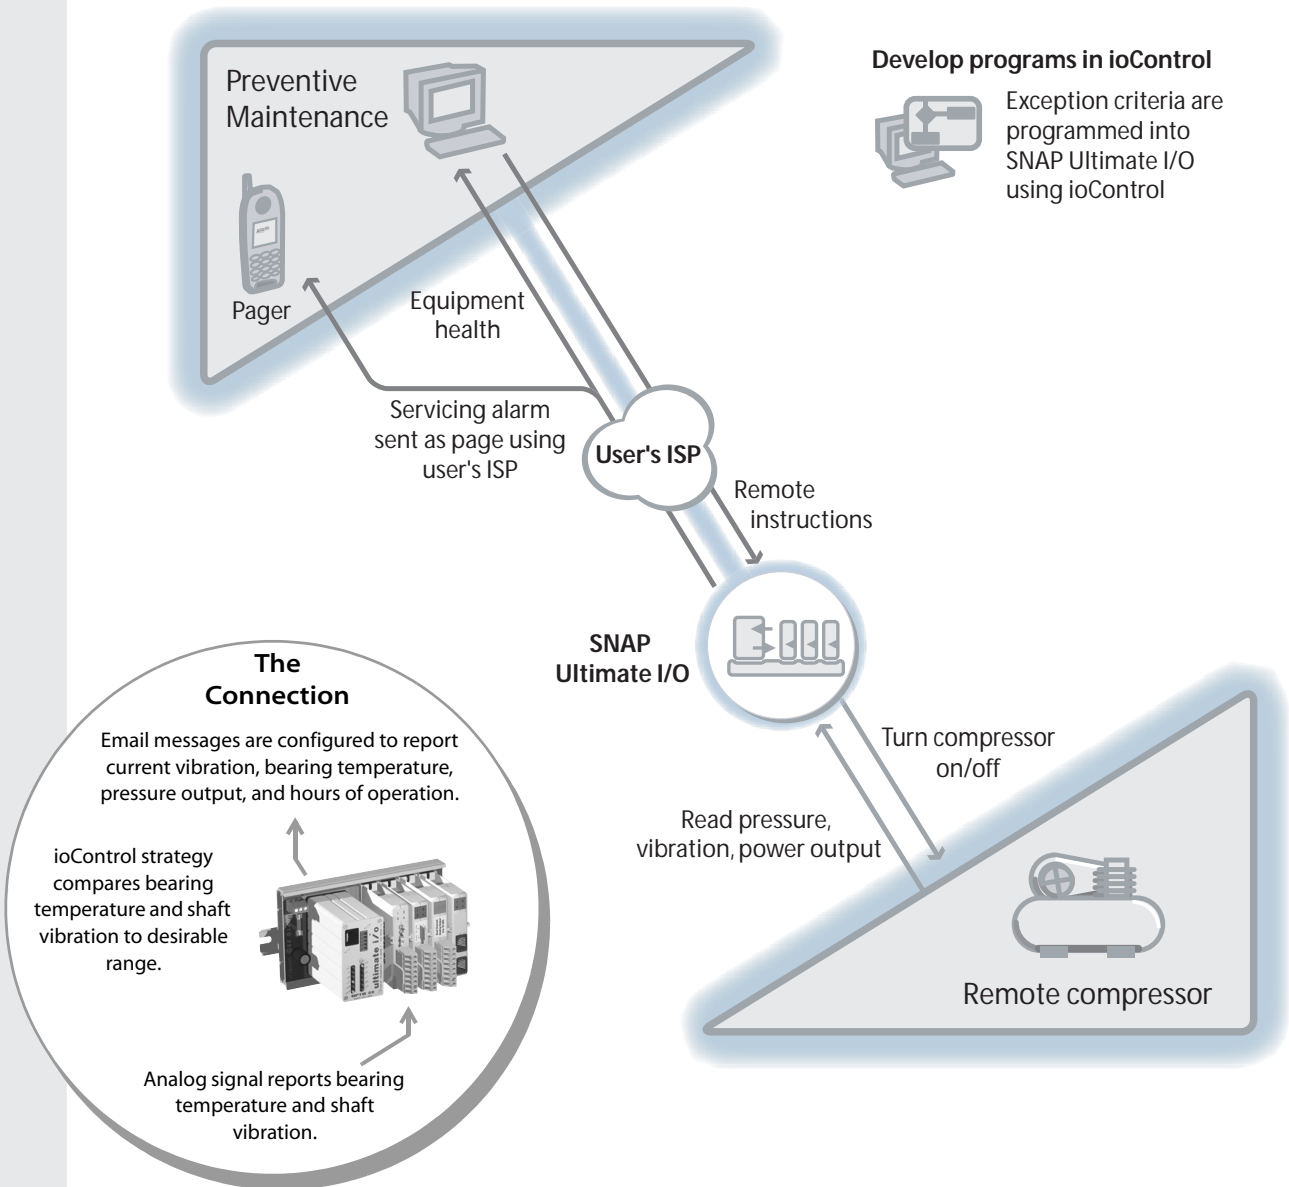 Preventive
Maintenance
Pager
Develop programs in ioControl
Exception criteria are
programmed into
SNAP Ultimate I/O
using ioControl
Equipment
health
Servicing alarm
sent as page using
user's ISP
User's ISP
Remote
instructions
SNAP
Ultimate I/O
Turn compressor
on/off
Read pressure,
vibration, power output
Remote compressor
The
Connection
Email messages are configured to report
current vibration, bearing temperature,
pressure output, and hours of operation.
ioControl strategy
compares bearing
temperature and shaft
vibration to desirable
range.
ultimate i/o
Analog signal reports bearing
temperature and shaft
vibration.